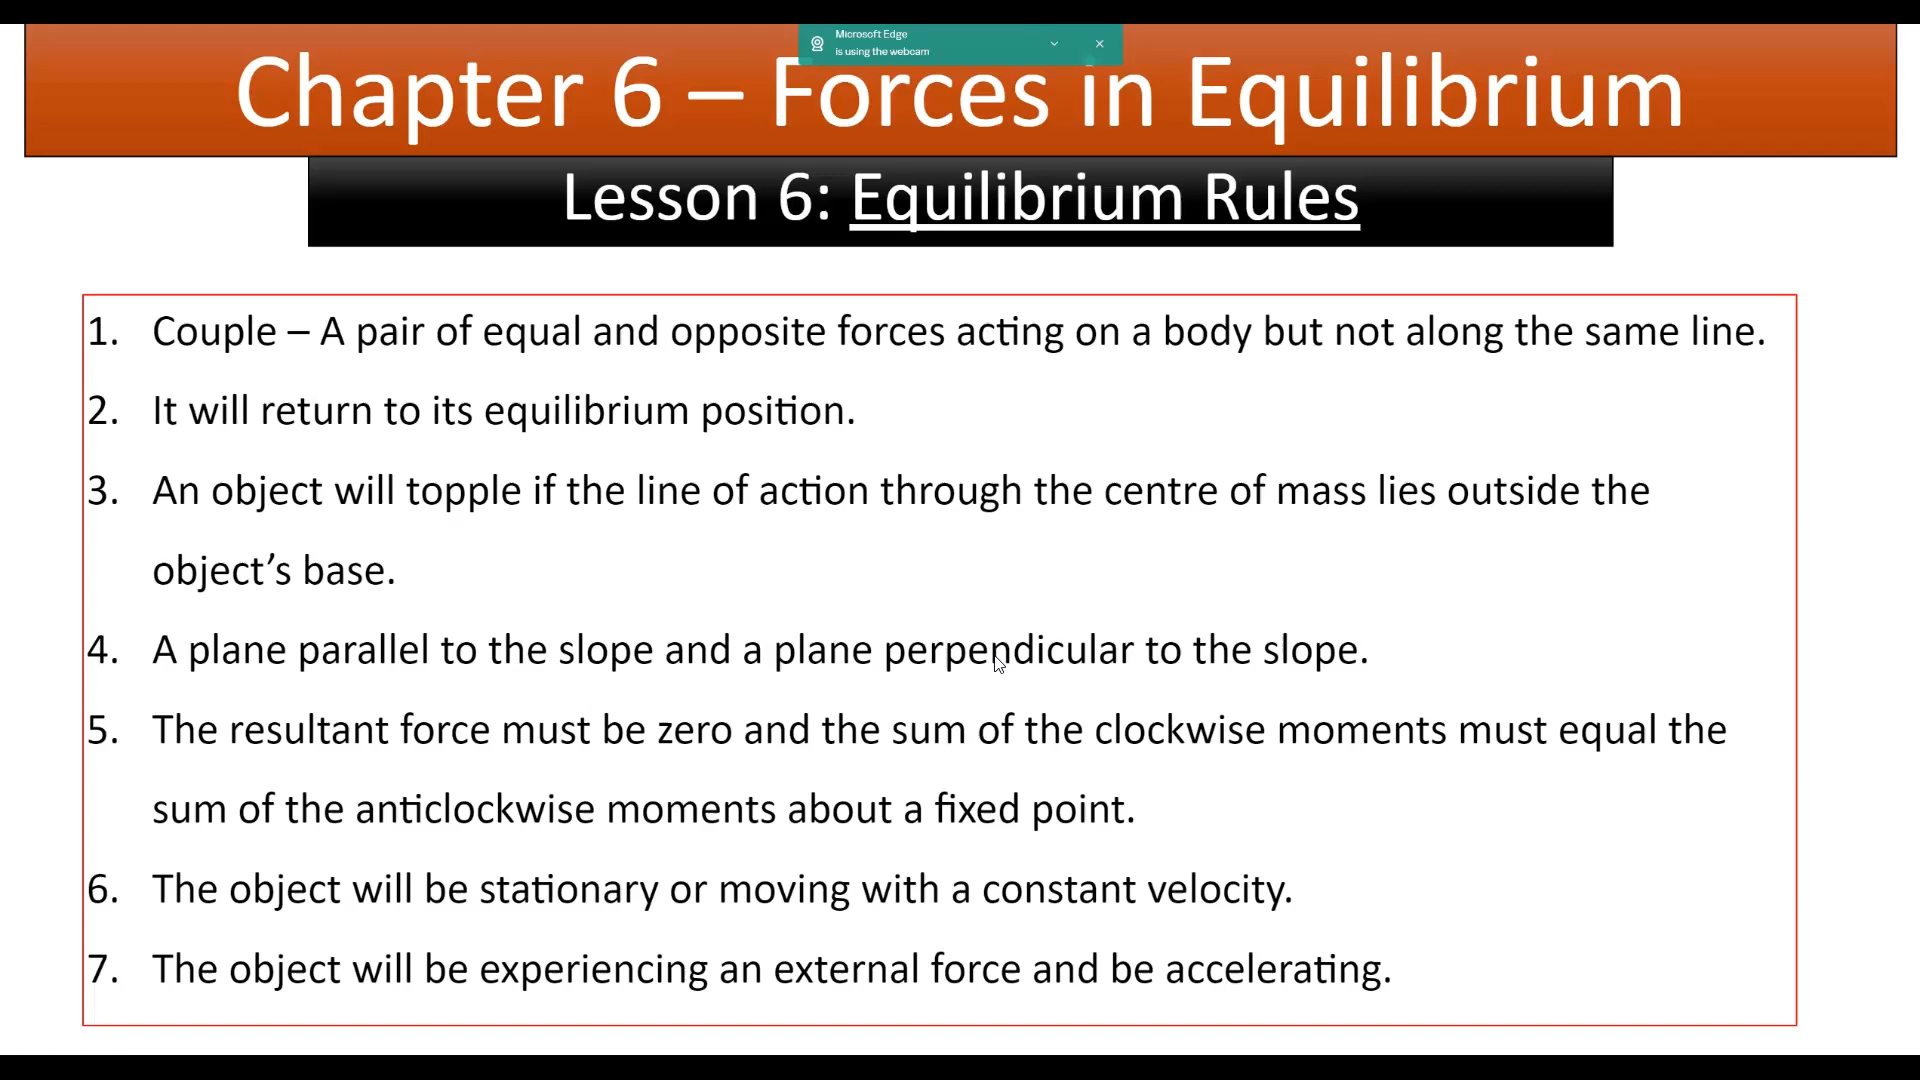 Microsoft Edge
is using the webcam
Chapter 6 – Forces in Equilibrium
Lesson 6: Equilibrium Rules
1. Couple – A pair of equal and opposite forces acting on a body but not along the same line.
2. It will return to its equilibrium position.
3. An object will topple if the line of action through the centre of mass lies outside the
object’s base.
4. A plane parallel to the slope and a plane perpendicular to the slope.
5. The resultant force must be zero and the sum of the clockwise moments must equal the
sum of the anticlockwise moments about a fixed point.
6. The object will be stationary or moving with a constant velocity.
7. The object will be experiencing an external force and be accelerating.